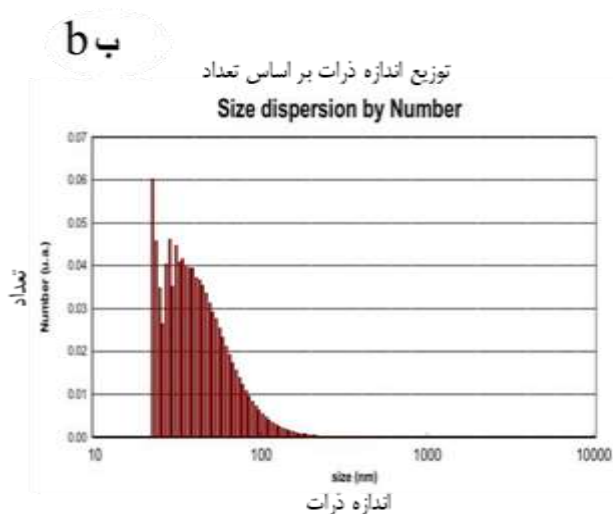 b ب
توزیع اندازه ذرات بر اساس تعداد
Size dispersion by Number
0.07
0.06
0.05
0.04
0.03
0.02
0.01
0.00
تعداد
Number (u.a.)
10 100 1000 10000
size (nm)
اندازه ذرات